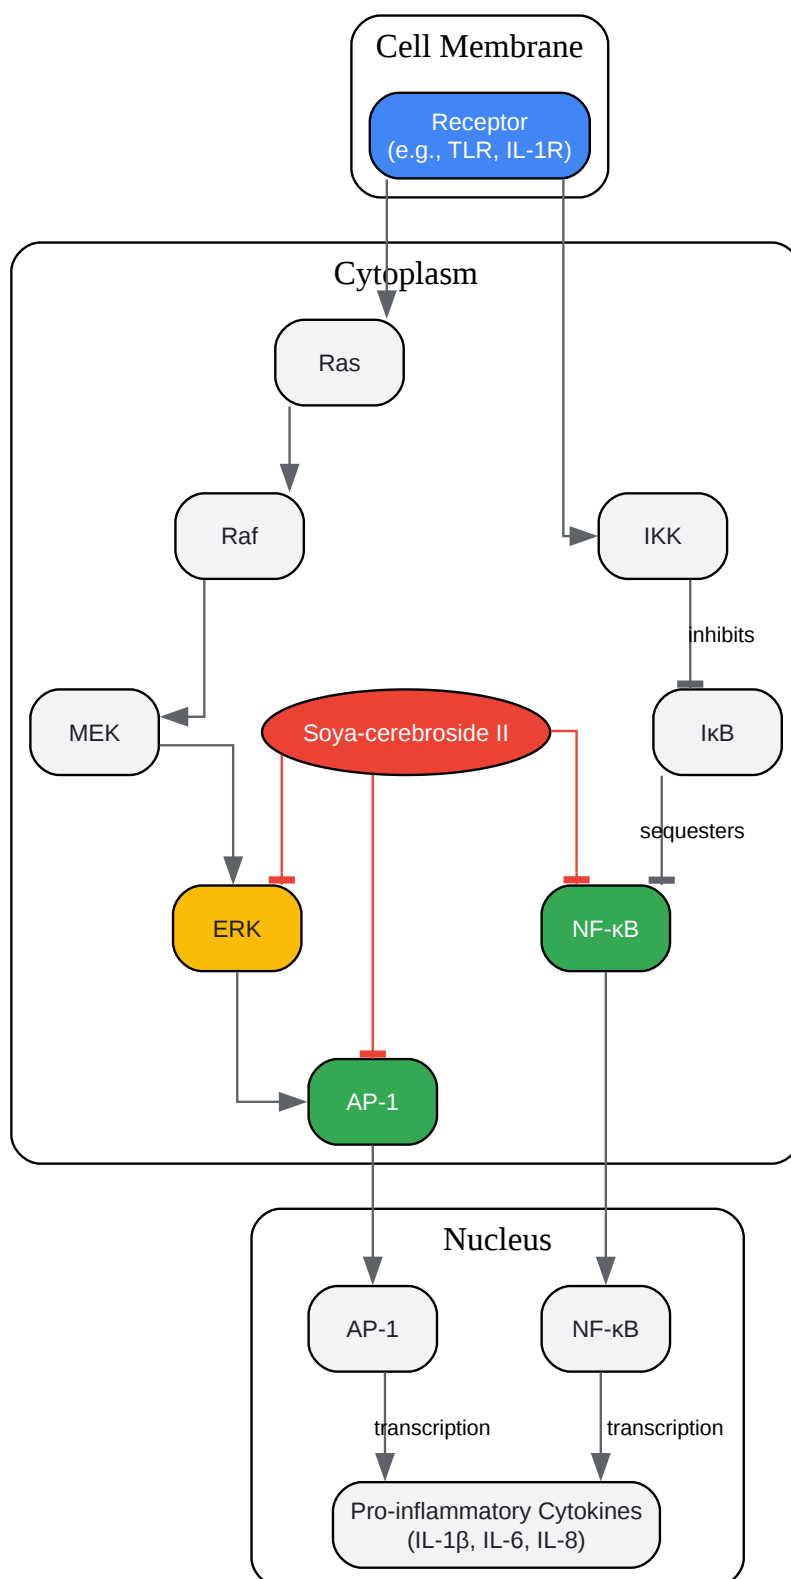 Cell Membrane
Receptor
(e.g., TLR, IL-1R)
Cytoplasm
Ras
Raf
IKK
inhibits
MEK
Soya-cerebroside II
IκB
sequesters
ERK
NF-κB
AP-1
Nucleus
AP-1
NF-κB
transcription
transcription
Pro-inflammatory Cytokines
(IL-1β, IL-6, IL-8)